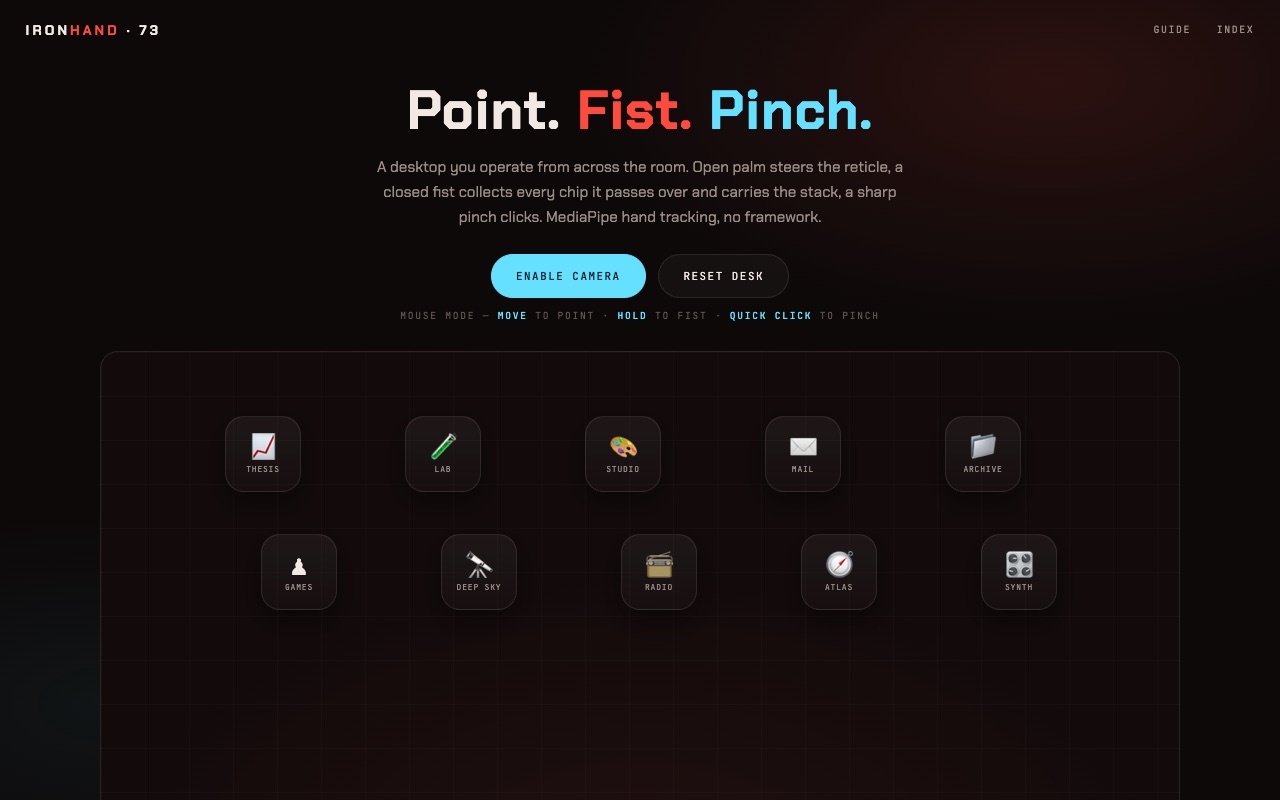 IRONHAND · 73
GUIDE INDEX
Point. Fist. Pinch.
A desktop you operate from across the room. Open palm steers the reticle, a
closed fist collects every chip it passes over and carries the stack, a sharp
pinch clicks. MediaPipe hand tracking, no framework.
ENABLE CAMERA RESET DESK
MOUSE MODE — MOVE TO POINT · HOLD TO FIST · QUICK CLICK TO PINCH
THESIS LAB STUDIO MAIL ARCHIVE
GAMES DEEP SKY RADIO ATLAS SYNTH